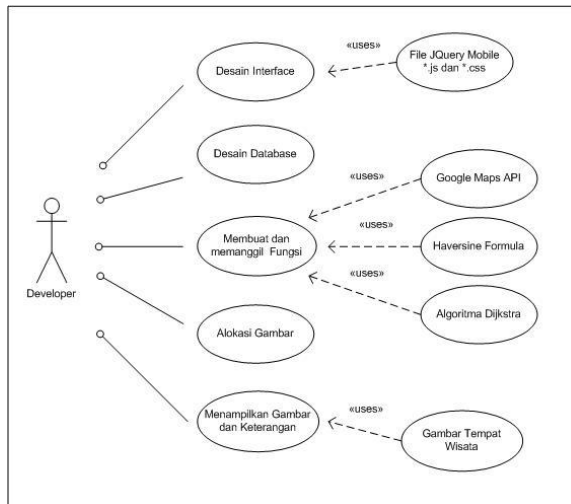 Desain Interface
«uses»
File JQuery Mobile
*.js dan *.css
Desain Database
«uses»
Google Maps API
Developer
Membuat dan
memanggil Fungsi
«uses»
Haversine Formula
«uses»
Algoritma Dijkstra
Alokasi Gambar
Menampilkan Gambar
dan Keterangan
«uses»
Gambar Tempat
Wisata